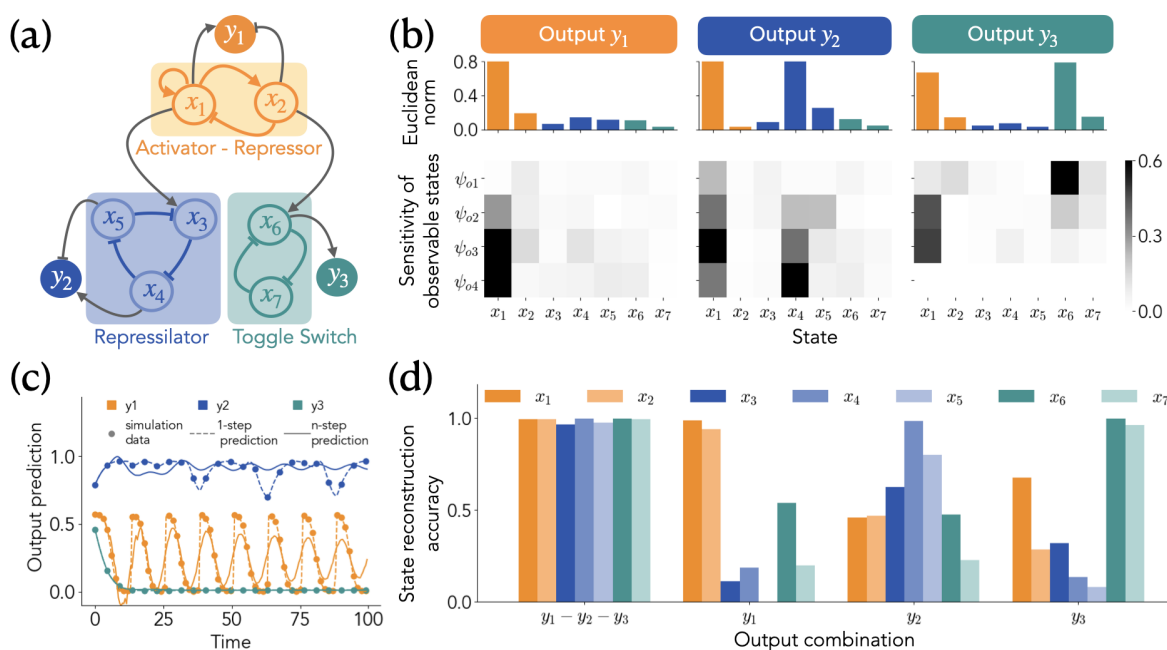 (a)
y₁
x₁
x₂
Activator - Repressor
x₅
x₃
x₄
y₂
Repressilator
x₆
x₇
y₃
Toggle Switch
(b)
Output y₁
Output y₂
Output y₃
Euclidean
norm
0.8
0.4
0.0
Sensitivity of
observable states
ψₒ₁
ψₒ₂
ψₒ₃
ψₒ₄
x₁ x₂ x₃ x₄ x₅ x₆ x₇
x₁ x₂ x₃ x₄ x₅ x₆ x₇
x₁ x₂ x₃ x₄ x₅ x₆ x₇
State
0.6
0.3
0.0
(c)
y1 y2 y3
simulation
data
1-step
prediction
n-step
prediction
Output prediction
1.0
0.5
0.0
0 25 50 75 100
Time
(d)
x₁ x₂ x₃ x₄ x₅ x₆ x₇
State reconstruction
accuracy
1.0
0.5
0.0
y₁ − y₂ − y₃ y₁ y₂ y₃
Output combination